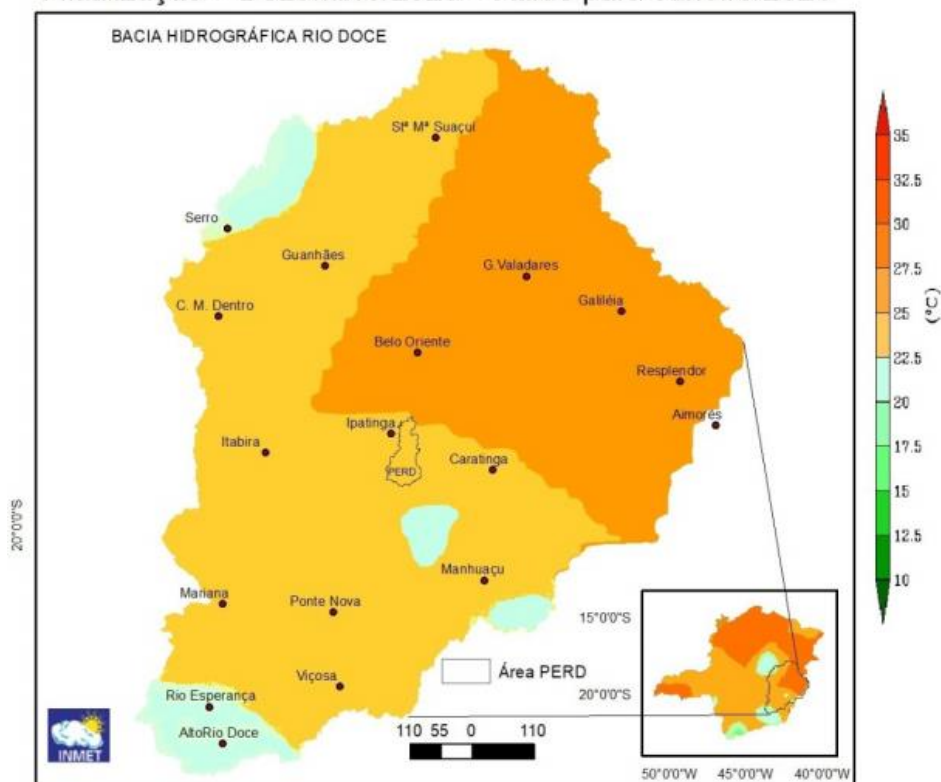 BACIA HIDROGRÁFICA RIO DOCE
Stª Mª Suaçuí
Serro
Guanhães
G.Valadares
C. M. Dentro
Galiléia
Belo Oriente
Resplendor
Aimorés
Ipatinga
Itabira
PERD
Caratinga
Manhuaçu
Mariana
Ponte Nova
Viçosa
Área PERD
Rio Esperança
AltoRio Doce
INMET
110 55 0 110
20°0'0"S
15°0'0"S
20°0'0"S
50°0'0"W 45°0'0"W 40°0'0"W
35
32.5
30
27.5
25
22.5
20
17.5
15
12.5
10
(ºC)